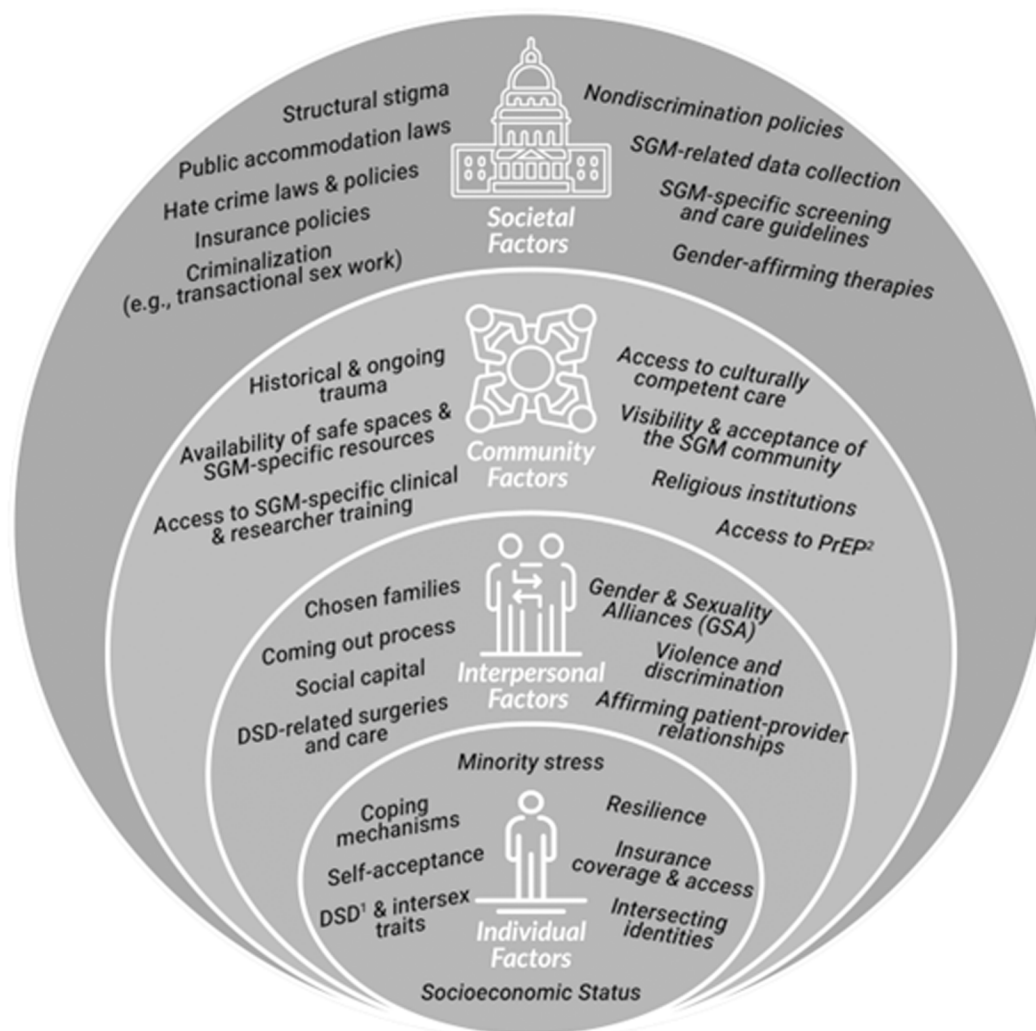 Structural stigma
Public accommodation laws
Hate crime laws & policies
Insurance policies
Criminalization
(e.g., transactional sex work)
Societal
Factors
Nondiscrimination policies
SGM-related data collection
SGM-specific screening
and care guidelines
Gender-affirming therapies
Historical & ongoing
trauma
Availability of safe spaces &
SGM-specific resources
Access to SGM-specific clinical
& researcher training
Community
Factors
Access to culturally
competent care
Visibility & acceptance of
the SGM community
Religious institutions
Access to PrEP²
Chosen families
Coming out process
Social capital
DSD-related surgeries
and care
Interpersonal
Factors
Gender & Sexuality
Alliances (GSA)
Violence and
discrimination
Affirming patient-provider
relationships
Minority stress
Coping
mechanisms
Self-acceptance
DSD¹ & intersex
traits
Individual
Factors
Resilience
Insurance
coverage & access
Intersecting
identities
Socioeconomic Status